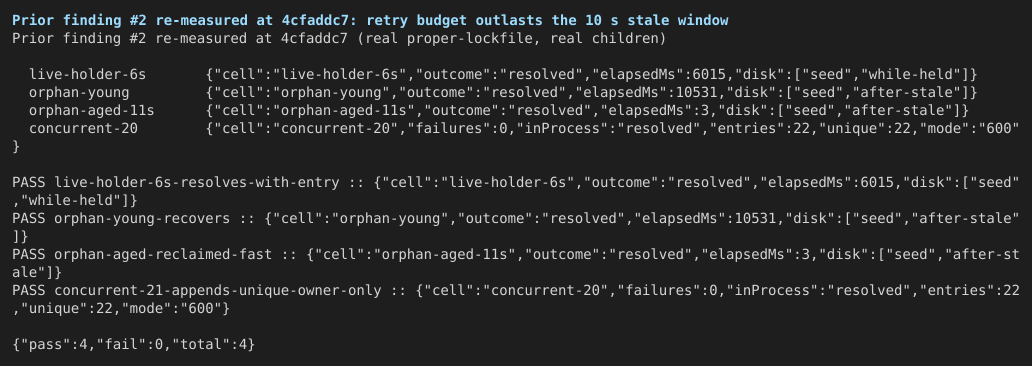 Prior finding #2 re-measured at 4cfaddc7: retry budget outlasts the 10 s stale window
Prior finding #2 re-measured at 4cfaddc7 (real proper-lockfile, real children)
live-holder-6s {"cell":"live-holder-6s","outcome":"resolved","elapsedMs":6015,"disk":["seed","while-held"]}
orphan-young {"cell":"orphan-young","outcome":"resolved","elapsedMs":10531,"disk":["seed","after-stale"]}
orphan-aged-11s {"cell":"orphan-aged-11s","outcome":"resolved","elapsedMs":3,"disk":["seed","after-stale"]}
concurrent-20 {"cell":"concurrent-20","failures":0,"inProcess":"resolved","entries":22,"unique":22,"mode":"600"
}
PASS live-holder-6s-resolves-with-entry :: {"cell":"live-holder-6s","outcome":"resolved","elapsedMs":6015,"disk":["seed"
,"while-held"]}
PASS orphan-young-recovers :: {"cell":"orphan-young","outcome":"resolved","elapsedMs":10531,"disk":["seed","after-stale"
]}
PASS orphan-aged-reclaimed-fast :: {"cell":"orphan-aged-11s","outcome":"resolved","elapsedMs":3,"disk":["seed","after-st
ale"]}
PASS concurrent-21-appends-unique-owner-only :: {"cell":"concurrent-20","failures":0,"inProcess":"resolved","entries":22
,"unique":22,"mode":"600"}
{"pass":4,"fail":0,"total":4}